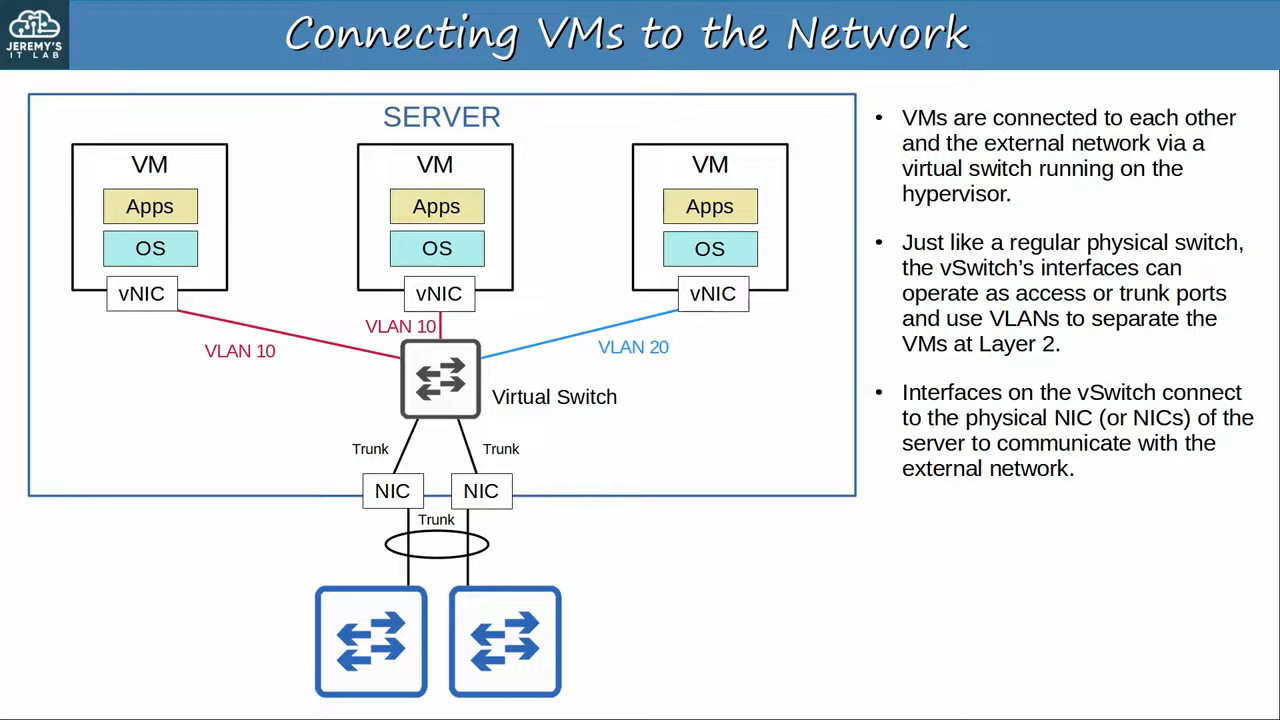 JEREMY'S
IT LAB
Connecting VMs to the Network
SERVER
VM
Apps
OS
vNIC
VM
Apps
OS
vNIC
VM
Apps
OS
vNIC
VLAN 10
VLAN 10
VLAN 20
Virtual Switch
Trunk
Trunk
NIC
NIC
Trunk
• VMs are connected to each other
and the external network via a
virtual switch running on the
hypervisor.
• Just like a regular physical switch,
the vSwitch's interfaces can
operate as access or trunk ports
and use VLANs to separate the
VMs at Layer 2.
• Interfaces on the vSwitch connect
to the physical NIC (or NICs) of the
server to communicate with the
external network.